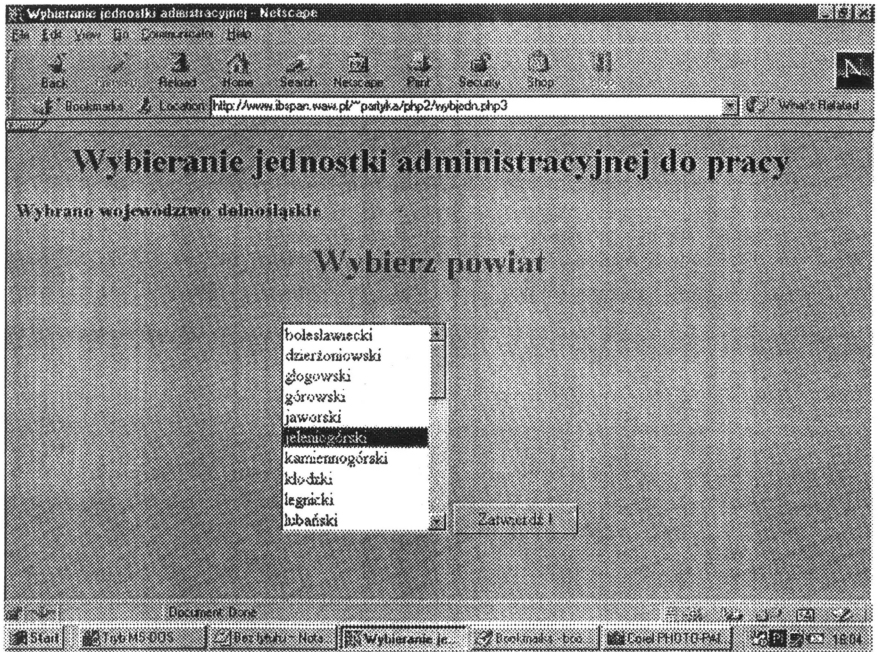 Wybieranie jednostki administracyjnej - Netscape
File Edit View Go Communicator Help
Back Reload Home Search Netscape Print Security Shop
Bookmarks Location http://www.ibspan.waw.pl/~partyka/php2/wybjedn.php3 What's Related
Wybieranie jednostki administracyjnej do pracy
Wybrano województwo dolnośląskie
Wybierz powiat
bolesławiecki
dzierżoniowski
głogowski
górowski
jaworski
jeleniogórski
kamiennogórski
kłodzki
legnicki
lubański
Zatwierdź !
Document: Done
Start Tryb MS-DOS Bez tytułu - Nota... Wybieranie je... Bookmarks - boo... Corel PHOTO-PAI... 16:04